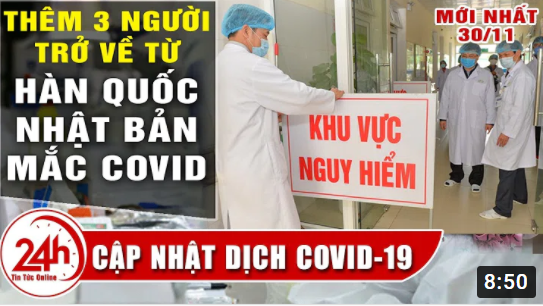 THÊM 3 NGƯỜI
TRỞ VỀ TỪ
HÀN QUỐC
NHẬT BẢN
MẮC COVID
MỚI NHẤT
30/11
KHU VỰC
NGUY HIỂM
24h
Tin Tức Online
CẬP NHẬT DỊCH COVID-19
8:50